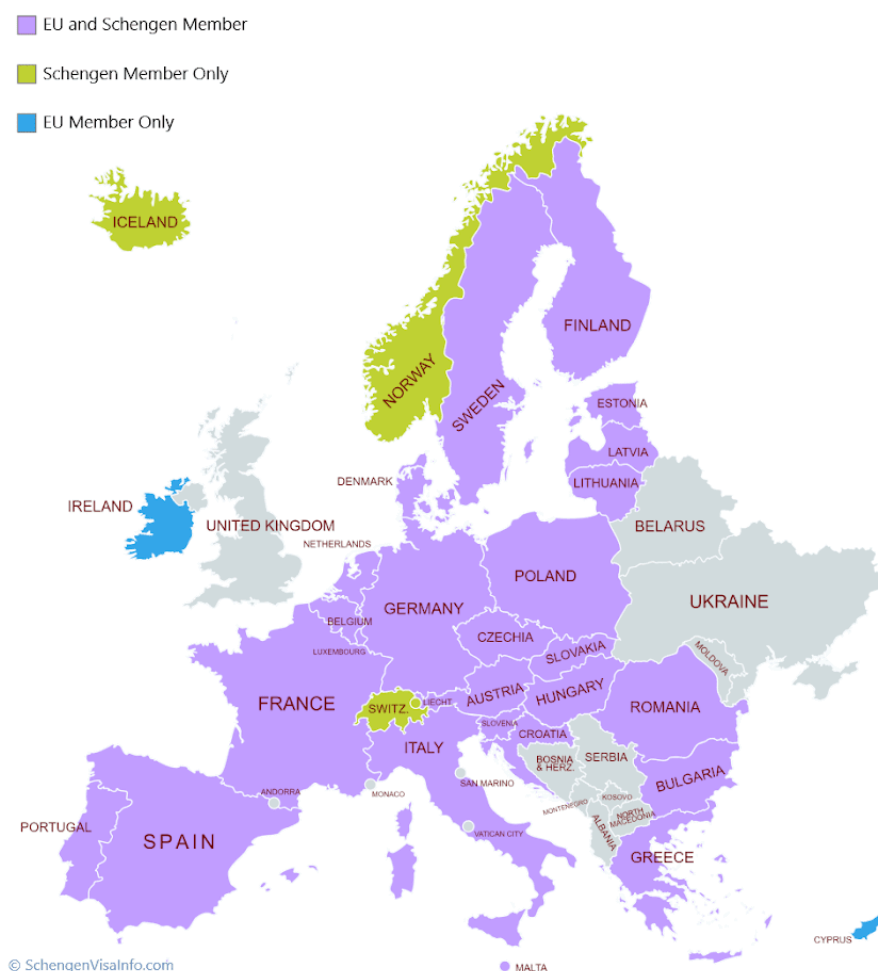 EU and Schengen Member
Schengen Member Only
EU Member Only
ICELAND
FINLAND
NORWAY
SWEDEN
ESTONIA
LATVIA
DENMARK
LITHUANIA
IRELAND
UNITED KINGDOM
BELARUS
NETHERLANDS
POLAND
GERMANY
UKRAINE
BELGIUM
CZECHIA
LUXEMBOURG
SLOVAKIA
MOLDOVA
AUSTRIA
HUNGARY
FRANCE
SWITZ.
LIECHT
ROMANIA
SLOVENIA
CROATIA
ITALY
BOSNIA
& HERZ.
SERBIA
BULGARIA
SAN MARINO
ANDORRA
MONACO
KOSOVO
MONTENEGRO
NORTH
MACEDONIA
ALBANIA
PORTUGAL
SPAIN
VATICAN CITY
GREECE
CYPRUS
© SchengenVisaInfo.com
MALTA